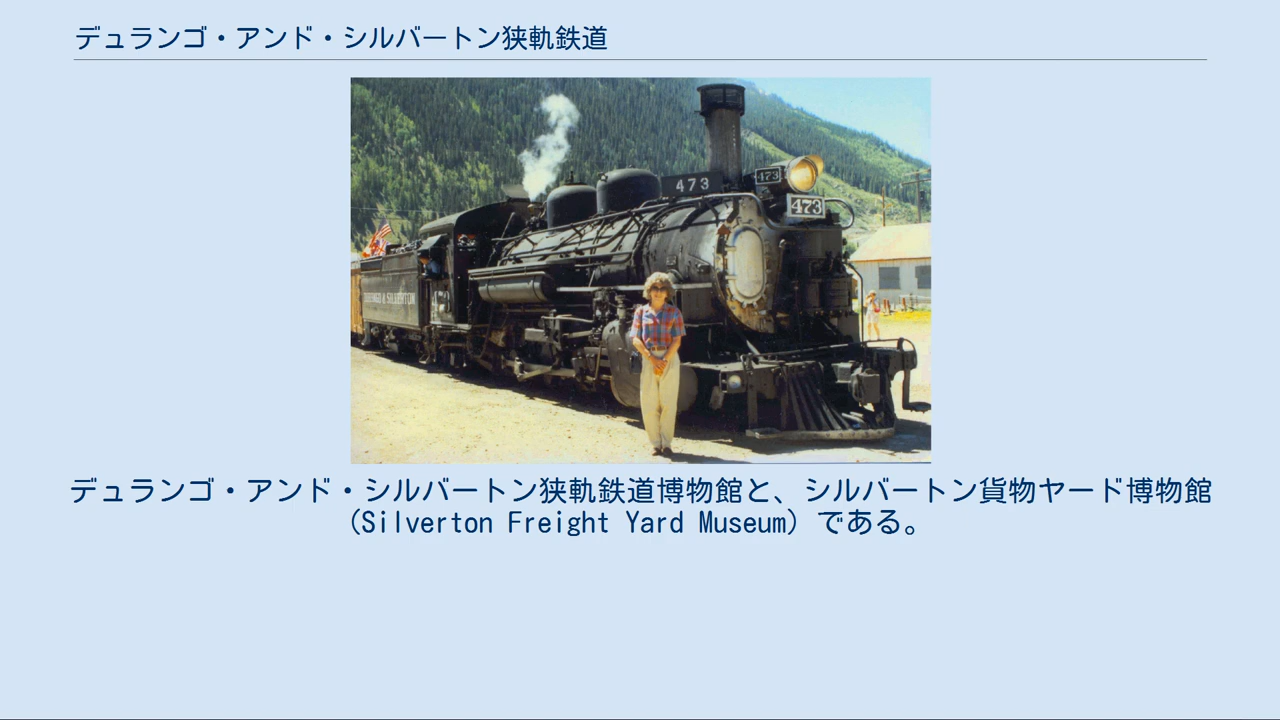 デュランゴ・アンド・シルバートン狭軌鉄道
473
473
473
473
DURANGO & SILVERTON
デュランゴ・アンド・シルバートン狭軌鉄道博物館と、シルバートン貨物ヤード博物館
（Silverton Freight Yard Museum）である。